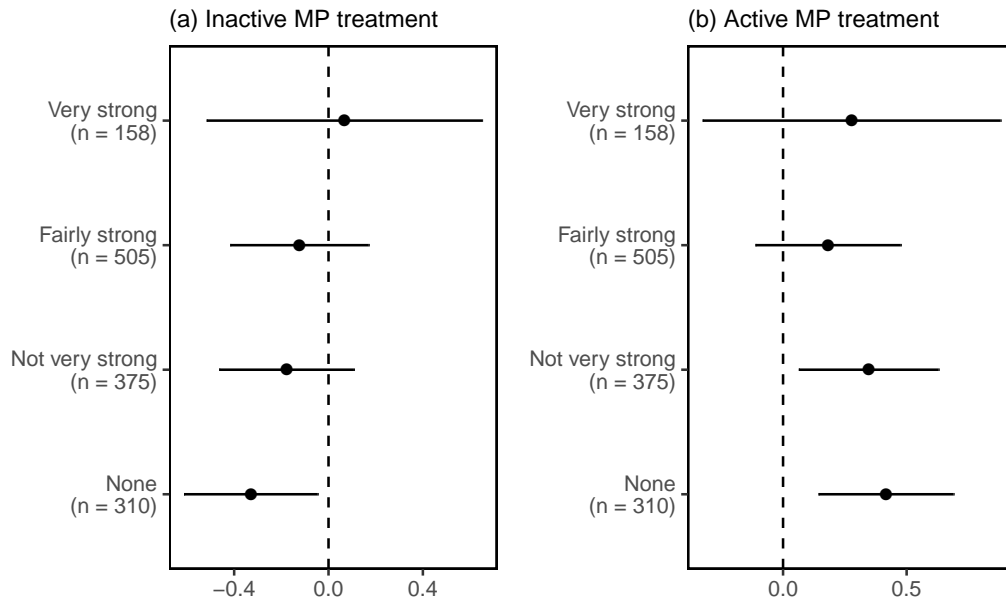 (a) Inactive MP treatment
Very strong
(n = 158)
Fairly strong
(n = 505)
Not very strong
(n = 375)
None
(n = 310)
−0.4 0.0 0.4
(b) Active MP treatment
Very strong
(n = 158)
Fairly strong
(n = 505)
Not very strong
(n = 375)
None
(n = 310)
0.0 0.5